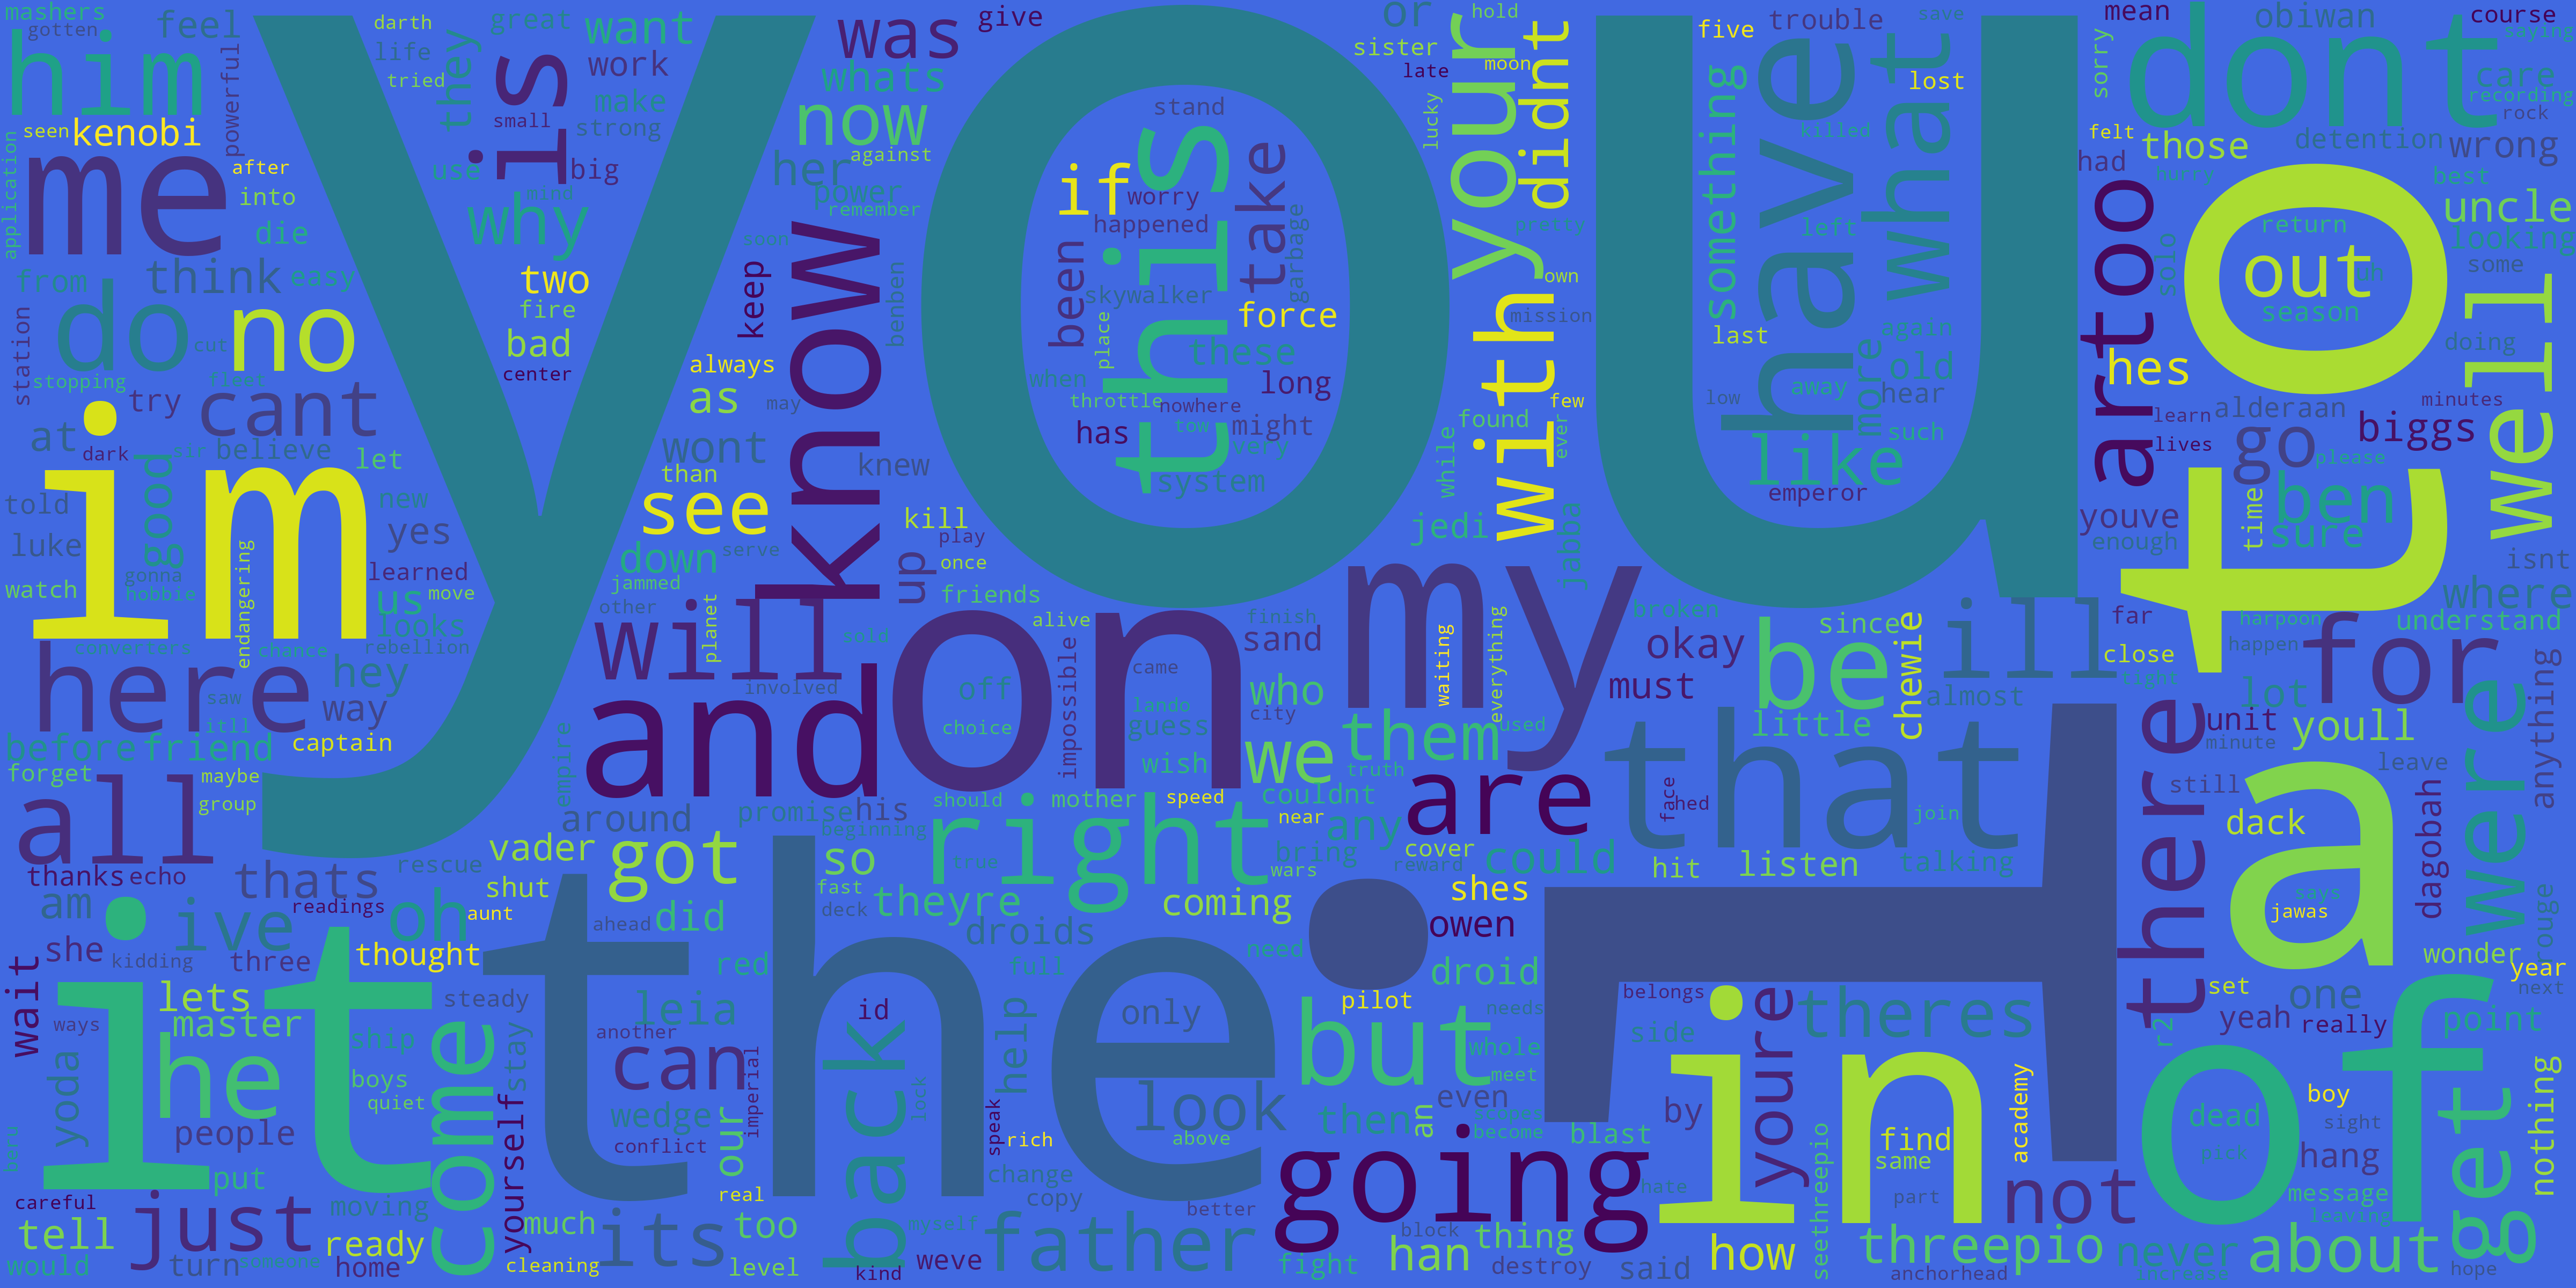 mashers
gotten
feel
darth
life
tried
great
they
want
work
make
strong
is
small
was
give
whats
now
her
against
power
remember
or
sister
late
hold
moon
lucky
your
didnt
five
trouble
save
something
have
what
killed
lost
left
mean
sorry
obiwan
course
saying
dont
care
recording
rock
felt
those
detention
wrong
had
hurry
best
him
seen
kenobi
powerful
me
after
into
application
die
use
mind
big
why
you
stand
if
this
worry
happened
take
garbage
been
skywalker
force
place
these
when
long
throttle
nowhere
tow
might
has
very
system
pretty
own
with
mission
found
few
ever
while
jedi
jabba
last
again
away
old
more
hear
low
such
like
emperor
artoo
solo
hes
to
return
out
uh
season
uncle
looking
some
well
doing
learn
alderaan
minutes
lives
go
biggs
please
youve
enough
time
ben
sure
isnt
where
from
think
easy
do
no
cut
station
stopping
try
cant
at
dark
sir
believe
good
let
told
new
im
luke
yes
watch
gonna
hobbie
endangering
learned
us
move
looks
two
fire
bad
center
keep
know
benben
always
as
may
wont
than
knew
see
kill
play
down
serve
jammed
up
once
other
friends
will
planet
sold
alive
finish
involved
on
my
waiting
everything
broken
since
okay
be
chewie
must
ill
almost
little
far
close
harpoon
happen
understand
for
tight
lot
were
anything
converters
chance
rebellion
here
hey
saw
way
itll
before
friend
captain
forget
maybe
group
all
thanks
echo
empire
and
off
came
lando
choice
guess
impossible
wish
sand
who
city
we
them
used
truth
are
that
face
hed
join
around
promise
his
should
mother
speed
couldnt
beginning
right
near
any
true
wars
bring
cover
reward
could
hit
listen
talking
there
unit
minute
youll
still
leave
a
dack
dagobah
says
jawas
rouge
wonder
year
next
thats
rescue
am
ive
readings
oh
aunt
vader
shut
got
so
fast
deck
theyre
coming
ahead
did
droids
need
shes
owen
she
kidding
three
thought
wait
lets
steady
red
full
droid
it
master
ways
ship
the
leia
id
only
pilot
i
belongs
in
theres
set
one
yeah
really
point
yoda
he
boys
quiet
come
stay
another
can
imperial
back
help
look
but
needs
whole
meet
side
youre
r2
of
boy
sight
people
beru
put
yourself
wedge
conflict
our
lock
speak
rich
above
then
an
even
scopes
become
blast
by
find
same
academy
dead
pick
hang
get
nothing
careful
just
moving
real
change
copy
better
going
hate
seethreepio
part
not
message
leaving
tell
ready
much
its
too
myself
father
block
han
thing
how
threepio
never
about
would
turn
someone
home
cleaning
level
kind
weve
fight
destroy
said
anchorhead
increase
hope